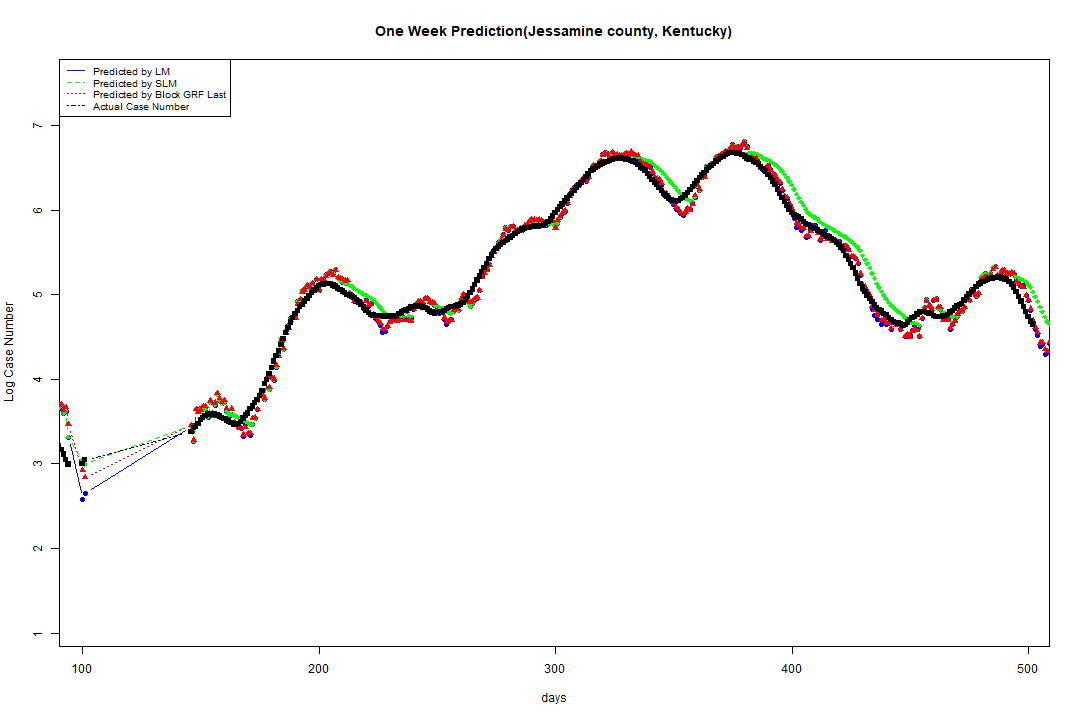 One Week Prediction(Jessamine county, Kentucky)
Predicted by LM
Predicted by SLM
Predicted by Block GRF Last
Actual Case Number
Log Case Number
7
6
5
4
3
2
1
100 200 300 400 500
days